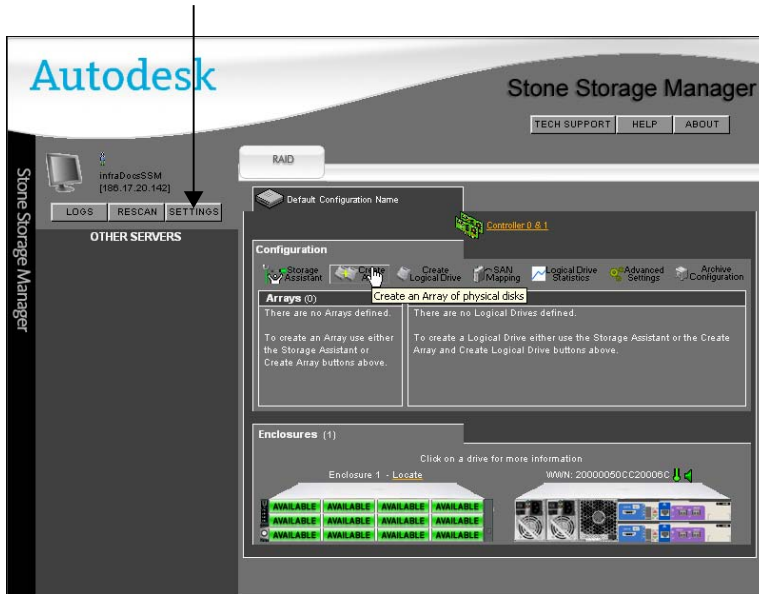 Autodesk
Stone Storage Manager
TECH SUPPORT HELP ABOUT
Stone Storage Manager
infraDocsSSM
[186.17.20.142]
LOGS RESCAN SETTINGS
OTHER SERVERS
RAID
Default Configuration Name
Controller 0 & 1
Configuration
Storage Assistant
Create
Create Logical Drive
SAN Mapping
Logical Drive Statistics
Advanced Settings
Archive Configuration
Create an Array of physical disks
Arrays (0)
There are no Arrays defined.
To create an Array use either
the Storage Assistant or
Create Array buttons above.
There are no Logical Drives defined.
To create a Logical Drive either use the Storage Assistant or the Create
Array and Create Logical Drive buttons above.
Enclosures (1)
Click on a drive for more information
Enclosure 1 - Locate
WWN: 20000050CC20006C
AVAILABLE AVAILABLE AVAILABLE AVAILABLE
AVAILABLE AVAILABLE AVAILABLE AVAILABLE
AVAILABLE AVAILABLE AVAILABLE AVAILABLE